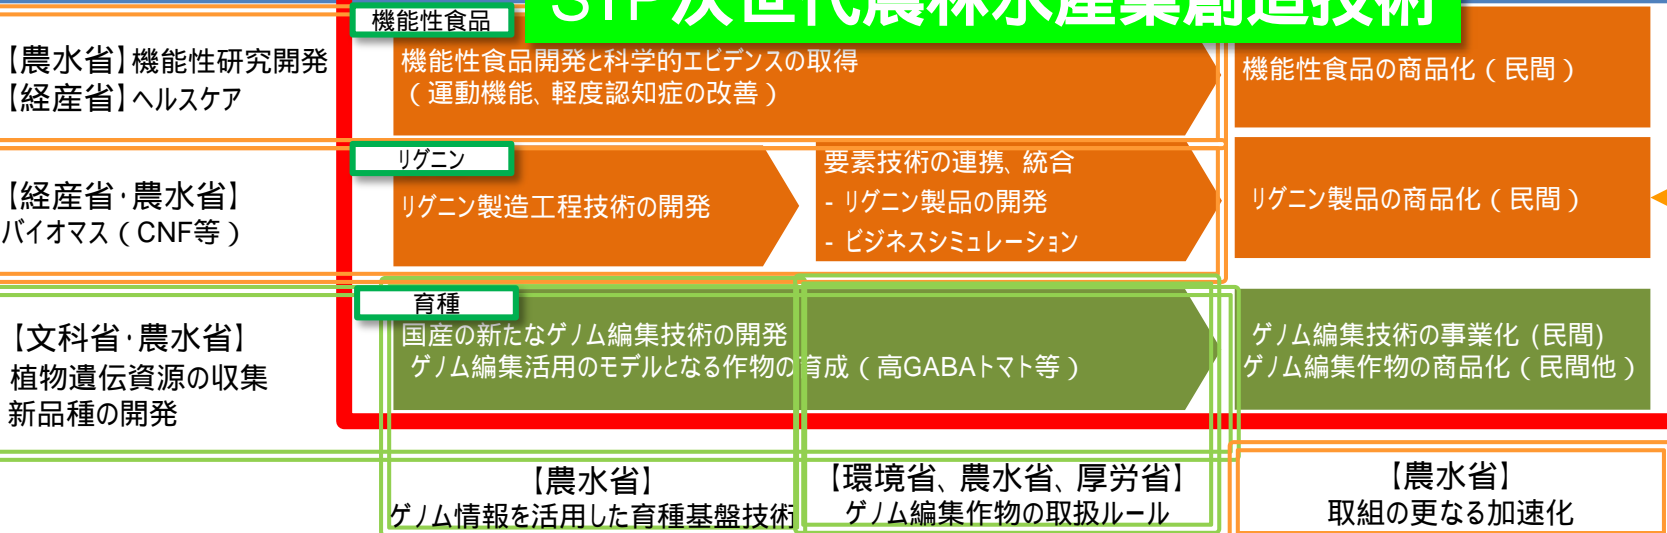 SIP次世代農林水産業創造技術
機能性食品
【農水省】機能性研究開発
【経産省】ヘルスケア
機能性食品開発と科学的エビデンスの取得
(運動機能、軽度認知症の改善)
機能性食品の商品化(民間)
リグニン
【経産省・農水省】
バイオマス(CNF等)
リグニン製造工程技術の開発
要素技術の連携、統合
- リグニン製品の開発
- ビジネスシミュレーション
リグニン製品の商品化(民間)
育種
【文科省・農水省】
植物遺伝資源の収集
新品種の開発
国産の新たなゲノム編集技術の開発
ゲノム編集活用のモデルとなる作物の育成(高GABAトマト等)
ゲノム編集技術の事業化 (民間)
ゲノム編集作物の商品化(民間他)
【農水省】
ゲノム情報を活用した育種基盤技術
【環境省、農水省、厚労省】
ゲノム編集作物の取扱ルール
【農水省】
取組の更なる加速化